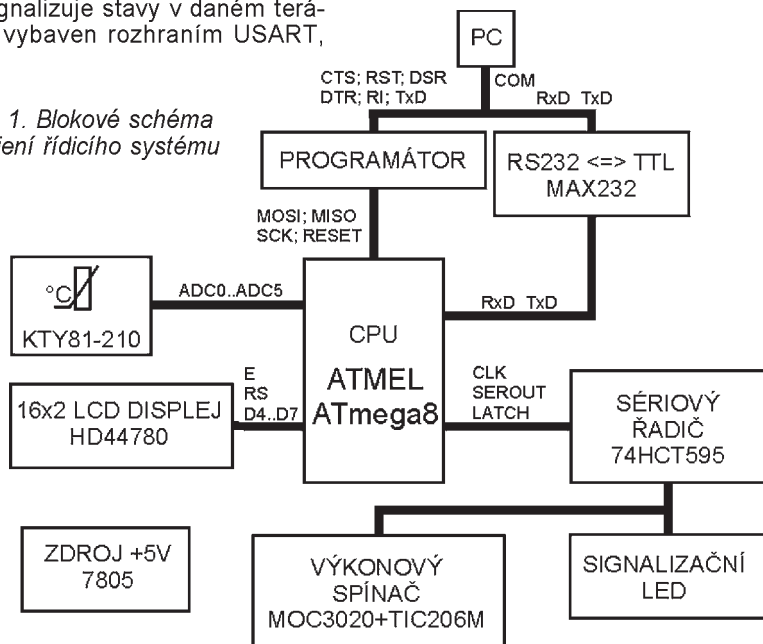 gnalizuje stavy v daném terá-
vybaven rozhraním USART,
1. Blokové schéma
jení řídicího systému
PC
CTS; RST; DSR
DTR; RI; TxD
COM
RxD TxD
PROGRAMÁTOR
RS232 <=> TTL
MAX232
MOSI; MISO
SCK; RESET
°C
KTY81-210
ADC0..ADC5
CPU
ATMEL
ATmega8
RxD TxD
16x2 LCD DISPLEJ
HD44780
E
RS
D4..D7
CLK
SEROUT
LATCH
SÉRIOVÝ
ŘADIČ
74HCT595
ZDROJ +5V
7805
VÝKONOVÝ
SPÍNAČ
MOC3020+TIC206M
SIGNALIZAČNÍ
LED